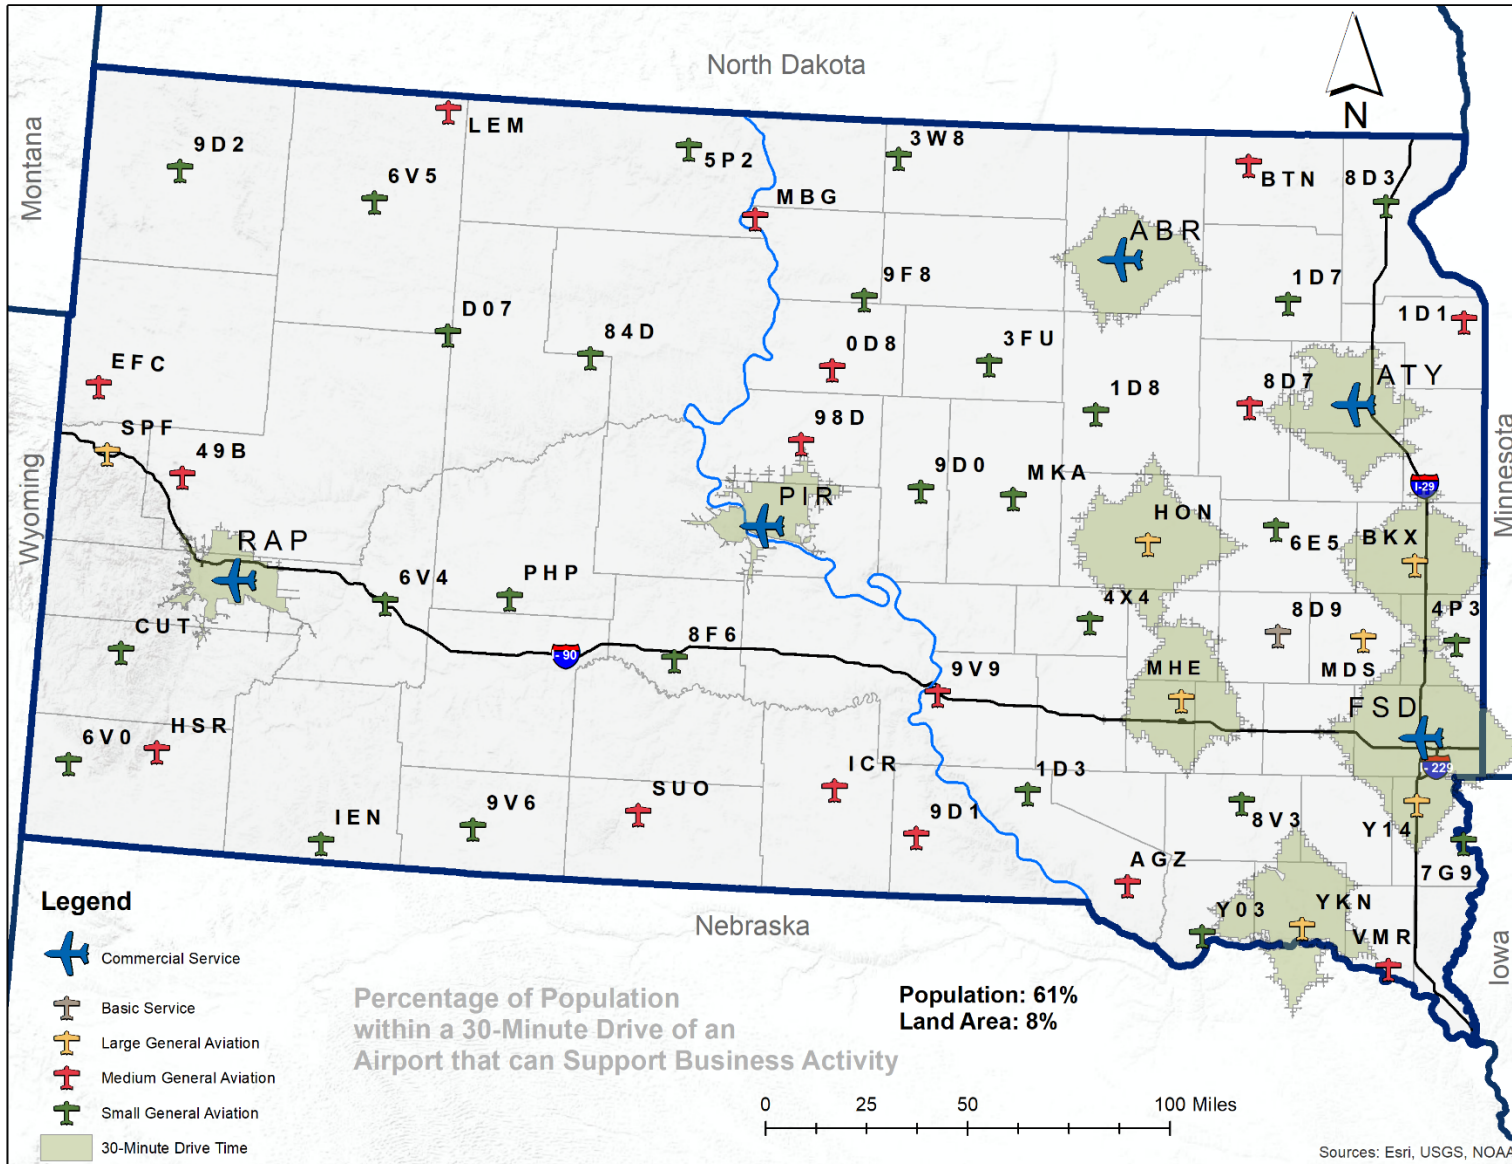 North Dakota
N
Montana
9D2
LEM
6V5
5P2
3W8
MBG
BTN
8D3
ABR
9F8
1D7
D07
84D
0D8
3FU
1D1
EFC
1D8
8D7
ATY
SPF
49B
98D
9D0
MKA
Minnesota
Wyoming
I-29
PIR
HON
6E5
BKX
RAP
6V4
PHP
4X4
8D9
4P3
CUT
8F6
I-90
9V9
MHE
MDS
FSD
6V0
HSR
ICR
1D3
I-229
IEN
9V6
SUO
9D1
8V3
Y14
AGZ
7G9
Y03
YKN
VMR
Nebraska
Iowa
Legend
Commercial Service
Basic Service
Large General Aviation
Medium General Aviation
Small General Aviation
30-Minute Drive Time
Percentage of Population
within a 30-Minute Drive of an
Airport that can Support Business Activity
Population: 61%
Land Area: 8%
0 25 50 100 Miles
Sources: Esri, USGS, NOAA